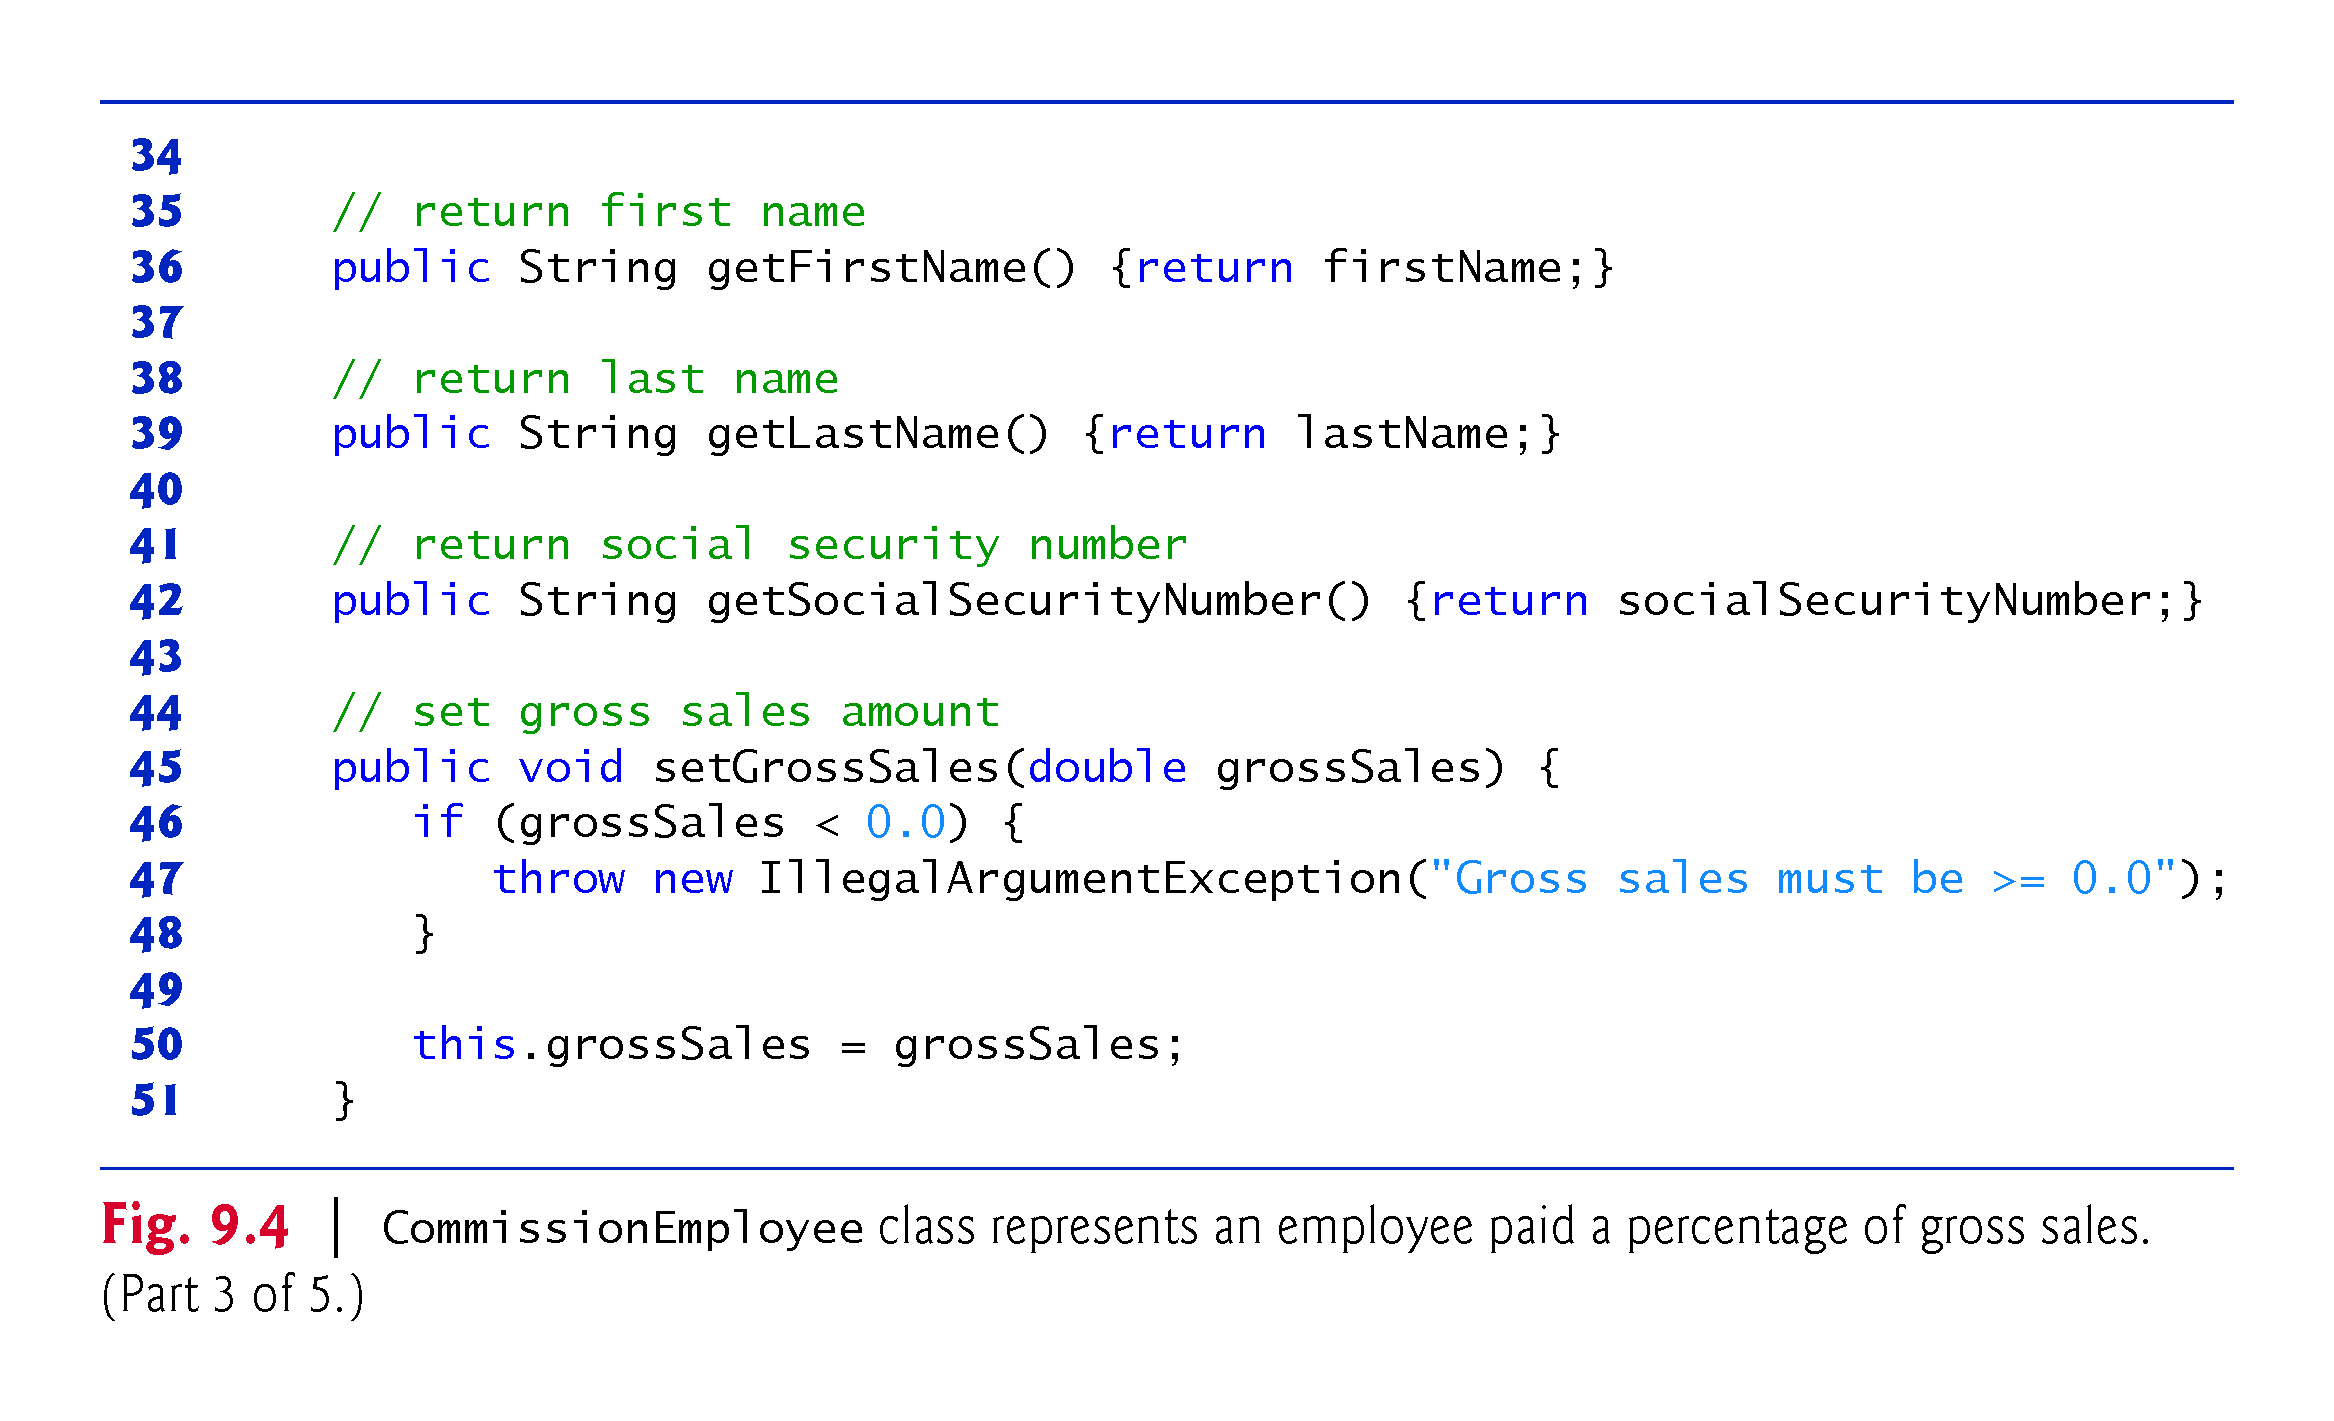 34
35 // return first name
36 public String getFirstName() {return firstName;}
37
38 // return last name
39 public String getLastName() {return lastName;}
40
41 // return social security number
42 public String getSocialSecurityNumber() {return socialSecurityNumber;}
43
44 // set gross sales amount
45 public void setGrossSales(double grossSales) {
46 if (grossSales < 0.0) {
47 throw new IllegalArgumentException("Gross sales must be >= 0.0");
48 }
49
50 this.grossSales = grossSales;
51 }
Fig. 9.4 | CommissionEmployee class represents an employee paid a percentage of gross sales.
(Part 3 of 5.)